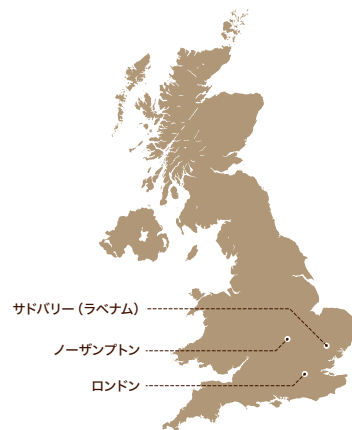 サドバリー（ラベナム）
ノーザンプトン
ロンドン